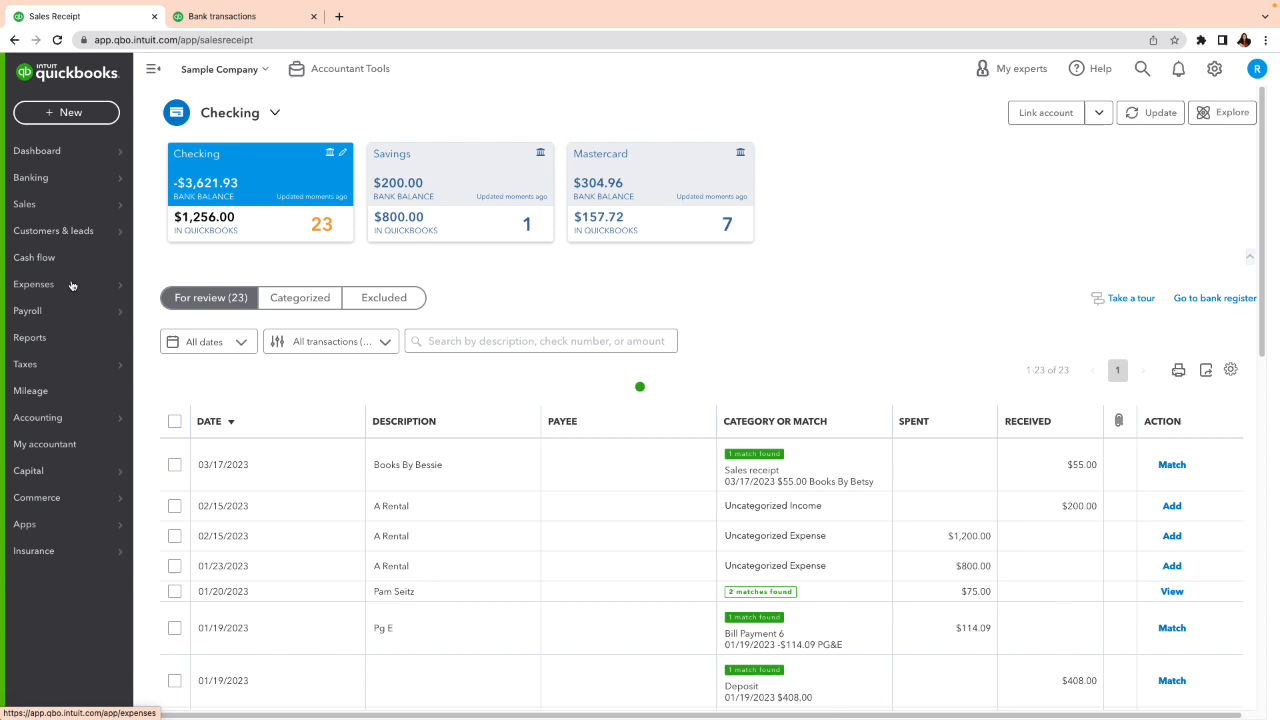 Sales Receipt
Bank transactions
app.qbo.intuit.com/app/salesreceipt
INTUIT
quickbooks
+ New
Dashboard
Banking
Sales
Customers & leads
Cash flow
Expenses
Payroll
Reports
Taxes
Mileage
Accounting
My accountant
Capital
Commerce
Apps
Insurance
https://app.qbo.intuit.com/app/expenses
Sample Company
Accountant Tools
My experts
Help
R
Checking
Link account
Update
Explore
Checking
-$3,621.93
BANK BALANCE
Updated moments ago
$1,256.00
IN QUICKBOOKS
23
Savings
$200.00
BANK BALANCE
Updated moments ago
$800.00
IN QUICKBOOKS
1
Mastercard
$304.96
BANK BALANCE
Updated moments ago
$157.72
IN QUICKBOOKS
7
For review (23)
Categorized
Excluded
Take a tour
Go to bank register
All dates
All transactions (...
Search by description, check number, or amount
1-23 of 23
1
DATE
DESCRIPTION
PAYEE
CATEGORY OR MATCH
SPENT
RECEIVED
ACTION
03/17/2023
Books By Bessie
1 match found
Sales receipt
03/17/2023 $55.00 Books By Betsy
$55.00
Match
02/15/2023
A Rental
Uncategorized Income
$200.00
Add
02/15/2023
A Rental
Uncategorized Expense
$1,200.00
Add
01/23/2023
A Rental
Uncategorized Expense
$800.00
Add
01/20/2023
Pam Seitz
2 matches found
$75.00
View
01/19/2023
Pg E
1 match found
Bill Payment 6
01/19/2023 -$114.09 PG&E
$114.09
Match
01/19/2023
1 match found
Deposit
01/19/2023 $408.00
$408.00
Match